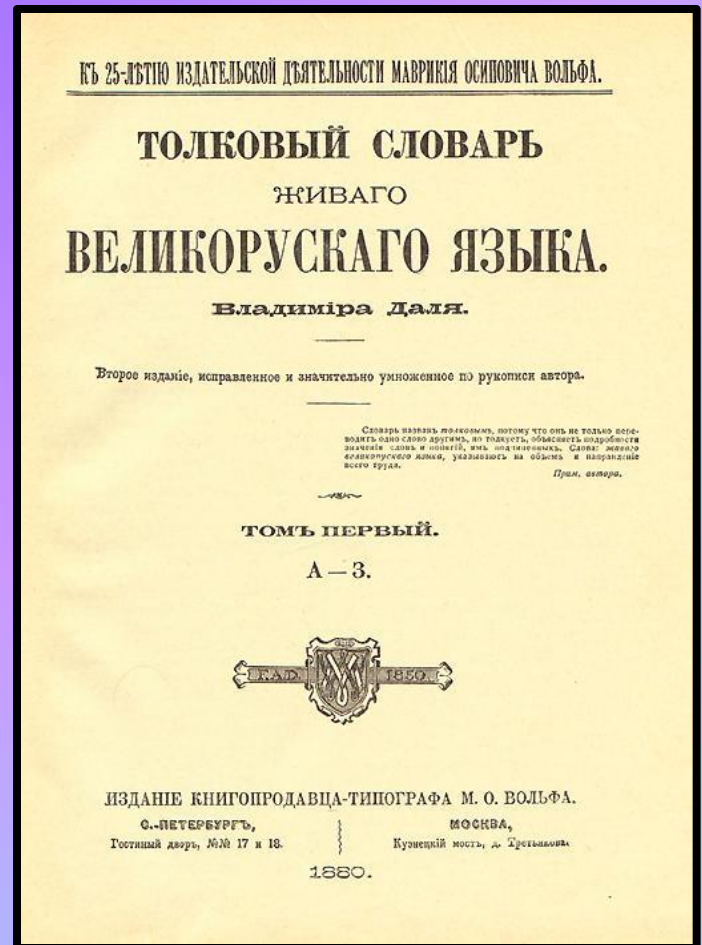 КЪ 25-ЛѢТІЮ ИЗДАТЕЛЬСКОЙ ДѢЯТЕЛЬНОСТИ МАВРИКІЯ ОСИПОВИЧА ВОЛЬФА.
ТОЛКОВЫЙ СЛОВАРЬ
ЖИВАГО
ВЕЛИКОРУСКАГО ЯЗЫКА.
Владиміра Даля.
Второе изданіе, исправленное и значительно умноженное по рукописи автора.
Словарь названъ толковымъ, потому что онъ не только пере-
водитъ одно слово другимъ, но толкуетъ, объясняетъ подробности
значенія словъ и понятій, имъ подчиненныхъ. Слова: живаго
великорускаго языка, указываютъ на объемъ и направленіе
всего труда.
Прим. автора.
ТОМЪ ПЕРВЫЙ.
А — З.
1850.
ИЗДАНІЕ КНИГОПРОДАВЦА-ТИПОГРАФА М. О. ВОЛЬФА.
С.-ПЕТЕРБУРГЪ,
Гостиный дворъ, №№ 17 и 18.
МОСКВА,
Кузнецкій мостъ, д. Третьякова.
1880.